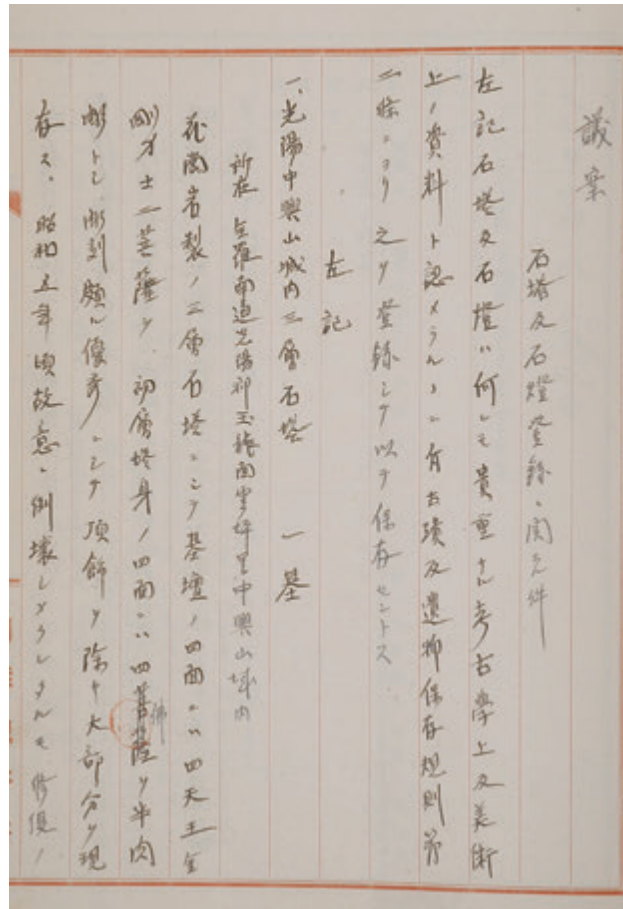 議案
石塔及石燈登録ニ関スル件
左記石塔及石燈ハ何レモ貴重ナル考古学上及美術
上ノ資料ト認メラルヽニ付古蹟及遺物保存規則第
二條ニヨリ之ヲ登録シテ以テ保存セントス
左記
一、光陽中興山城内三層石塔 一基
所在 全羅南道光陽郡玉龍面雲坪里中興山城内
花崗岩製ノ三層石塔ニシテ基壇ノ四面ニハ四天王金
剛力士二菩薩ヲ、初層塔身ノ四面ニハ四菩薩ヲ半肉
佛
彫トシ彫刻頗ル優秀ニシテ頂飾ヲ除キ大部分ヲ現
存ス、昭和五年頃故意ニ倒壊シメラレタルモ修復ノ